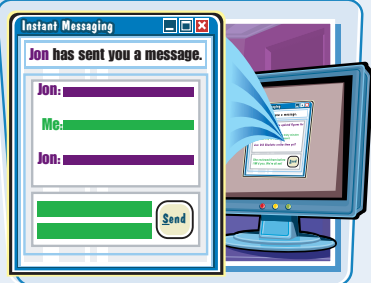 Instant Messaging
Jon has sent you a message.
Jon:
Me:
Jon:
Send